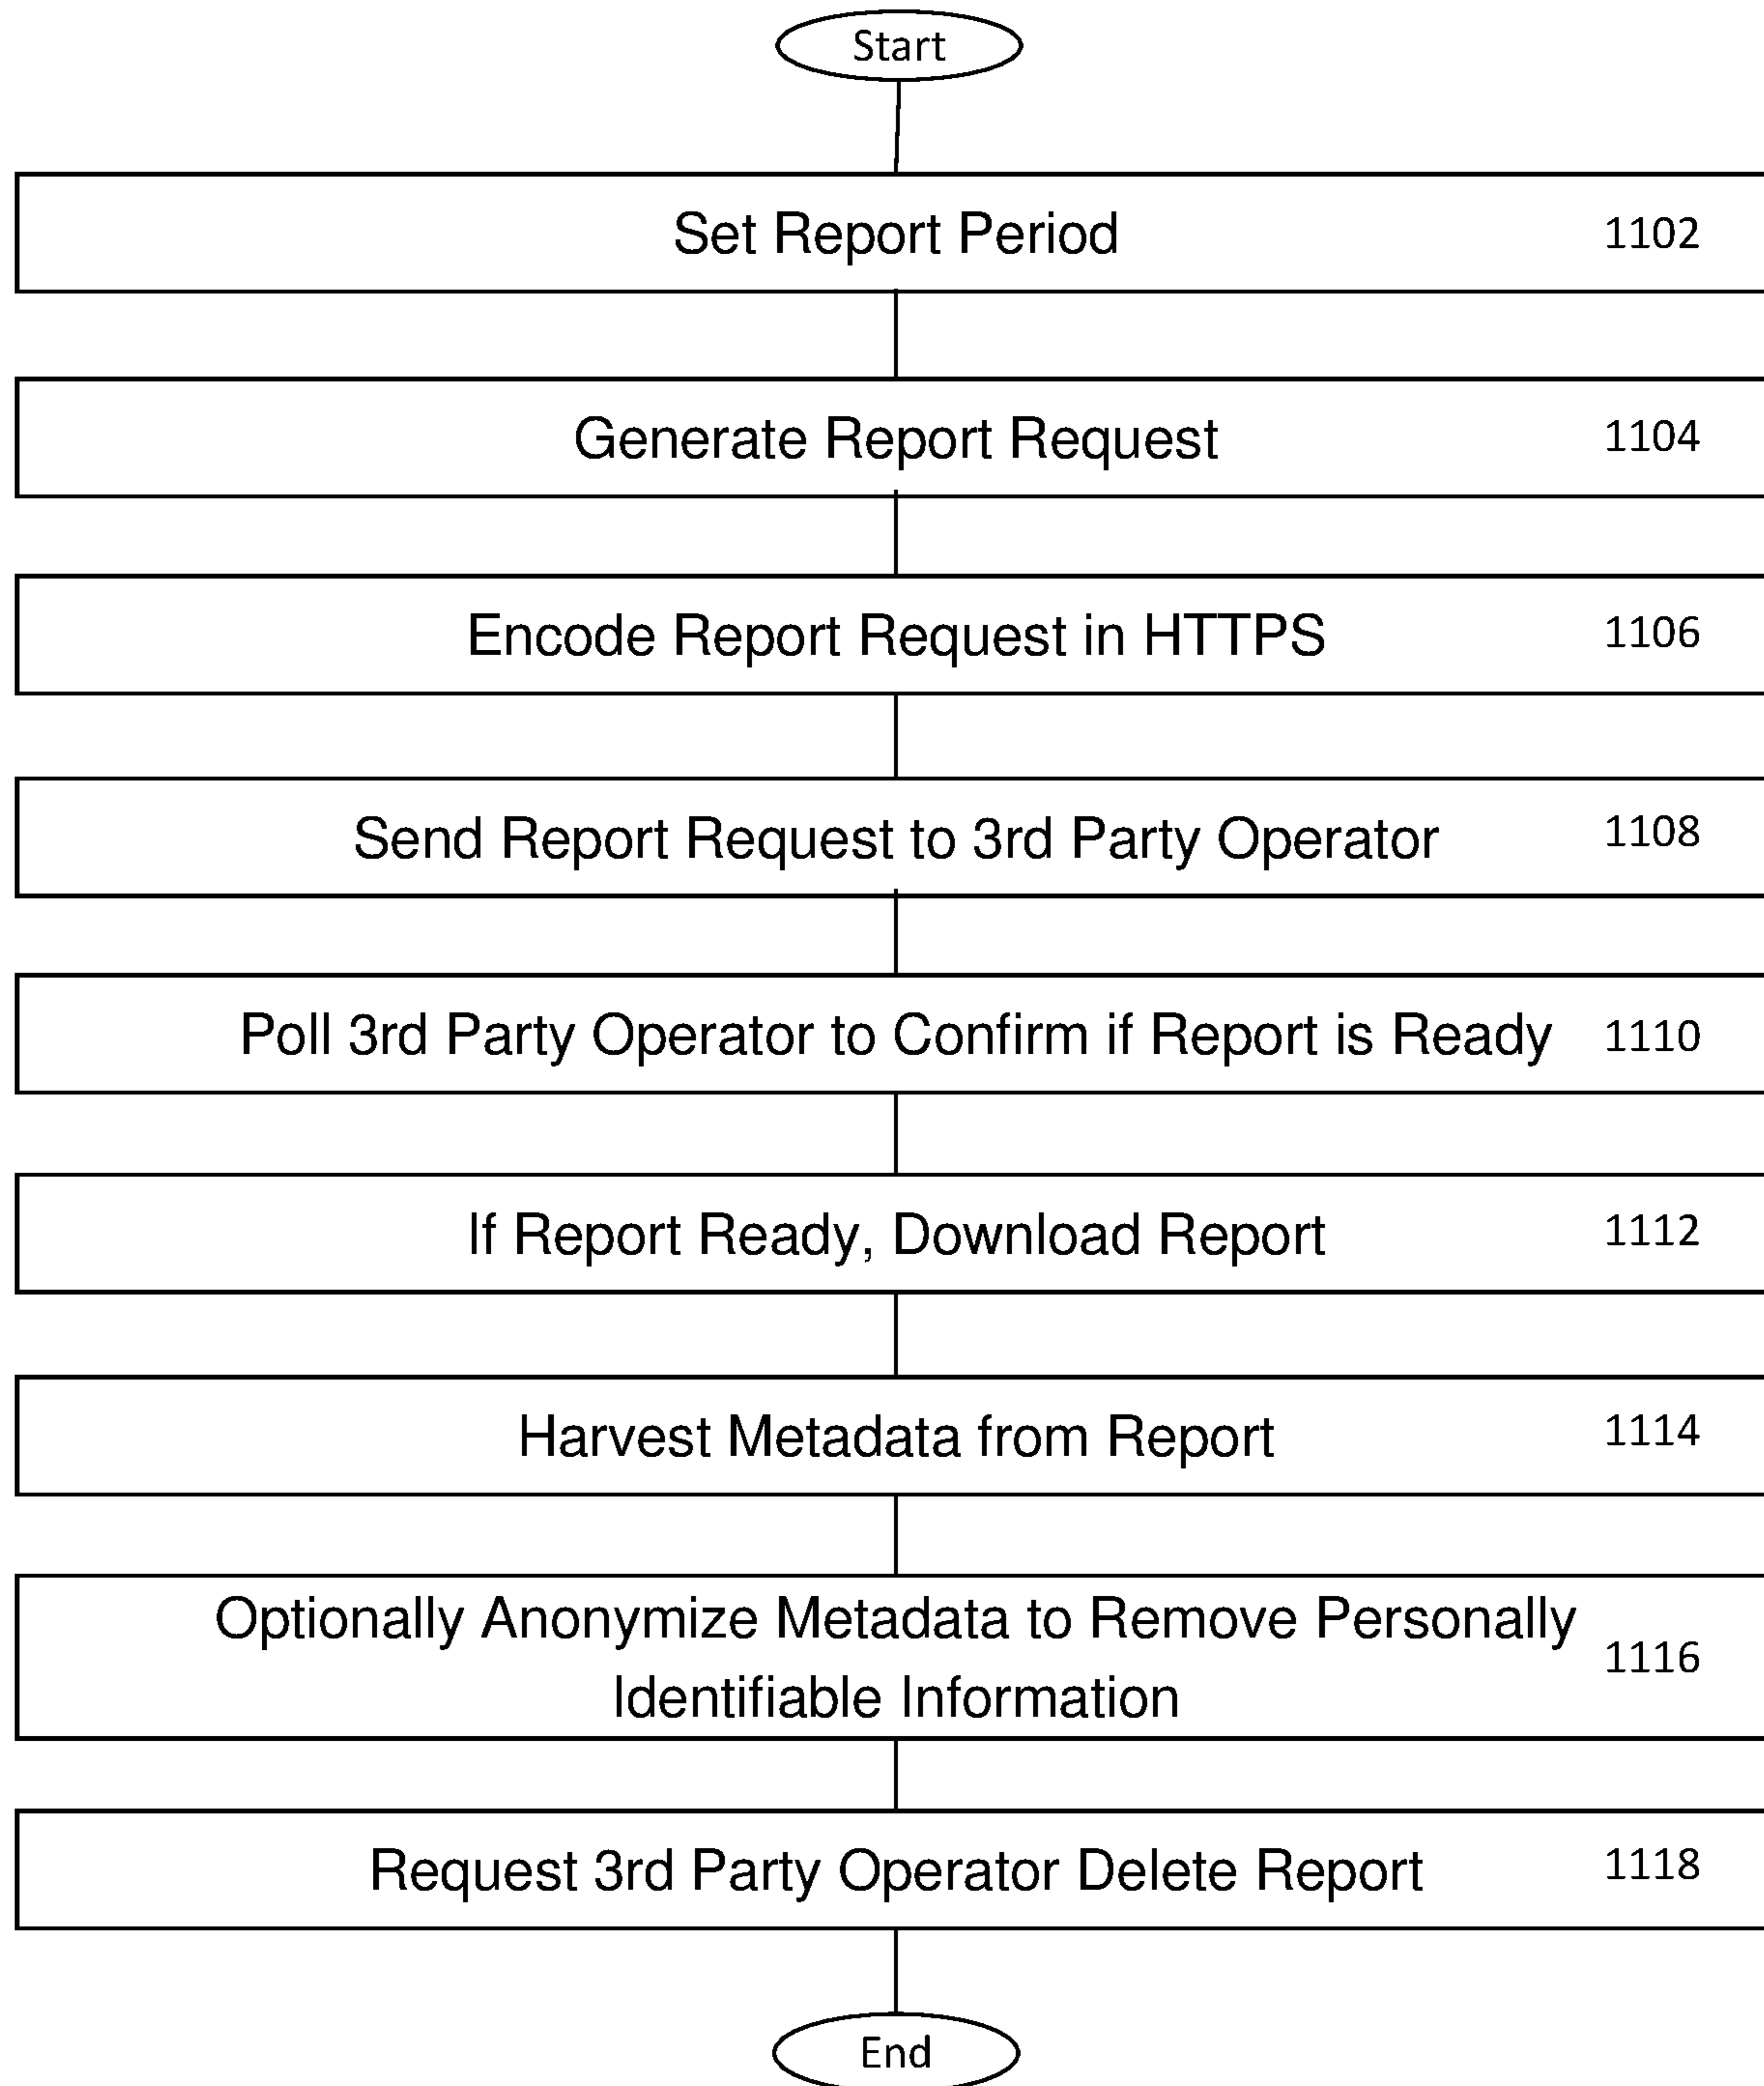 Start
Set Report Period 1102
Generate Report Request 1104
Encode Report Request in HTTPS 1106
Send Report Request to 3rd Party Operator 1108
Poll 3rd Party Operator to Confirm if Report is Ready 1110
If Report Ready, Download Report 1112
Harvest Metadata from Report 1114
Optionally Anonymize Metadata to Remove Personally
Identifiable Information
1116
Request 3rd Party Operator Delete Report 1118
End